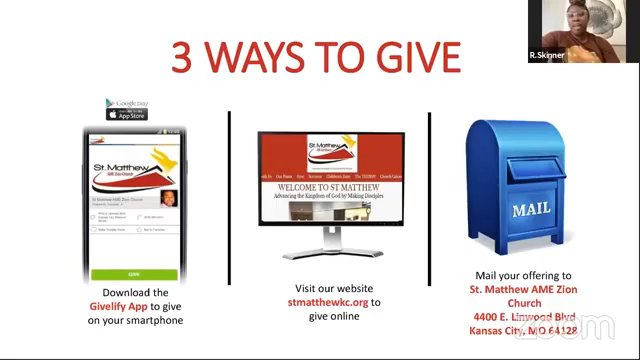 3 WAYS TO GIVE
R.Skinner
Google play
App Store
St. Matthew
AME Zion Church
GIVE
St. Matthew
WELCOME TO ST MATTHEW
Advancing the Kingdom of God by Making Disciples
MAIL
Download the
Givelify App to give
on your smartphone
Visit our website
stmatthewkc.org to
give online
Mail your offering to
St. Matthew AME Zion
Church
4400 E. Linwood Blvd
Kansas City, MO 64128
zoom